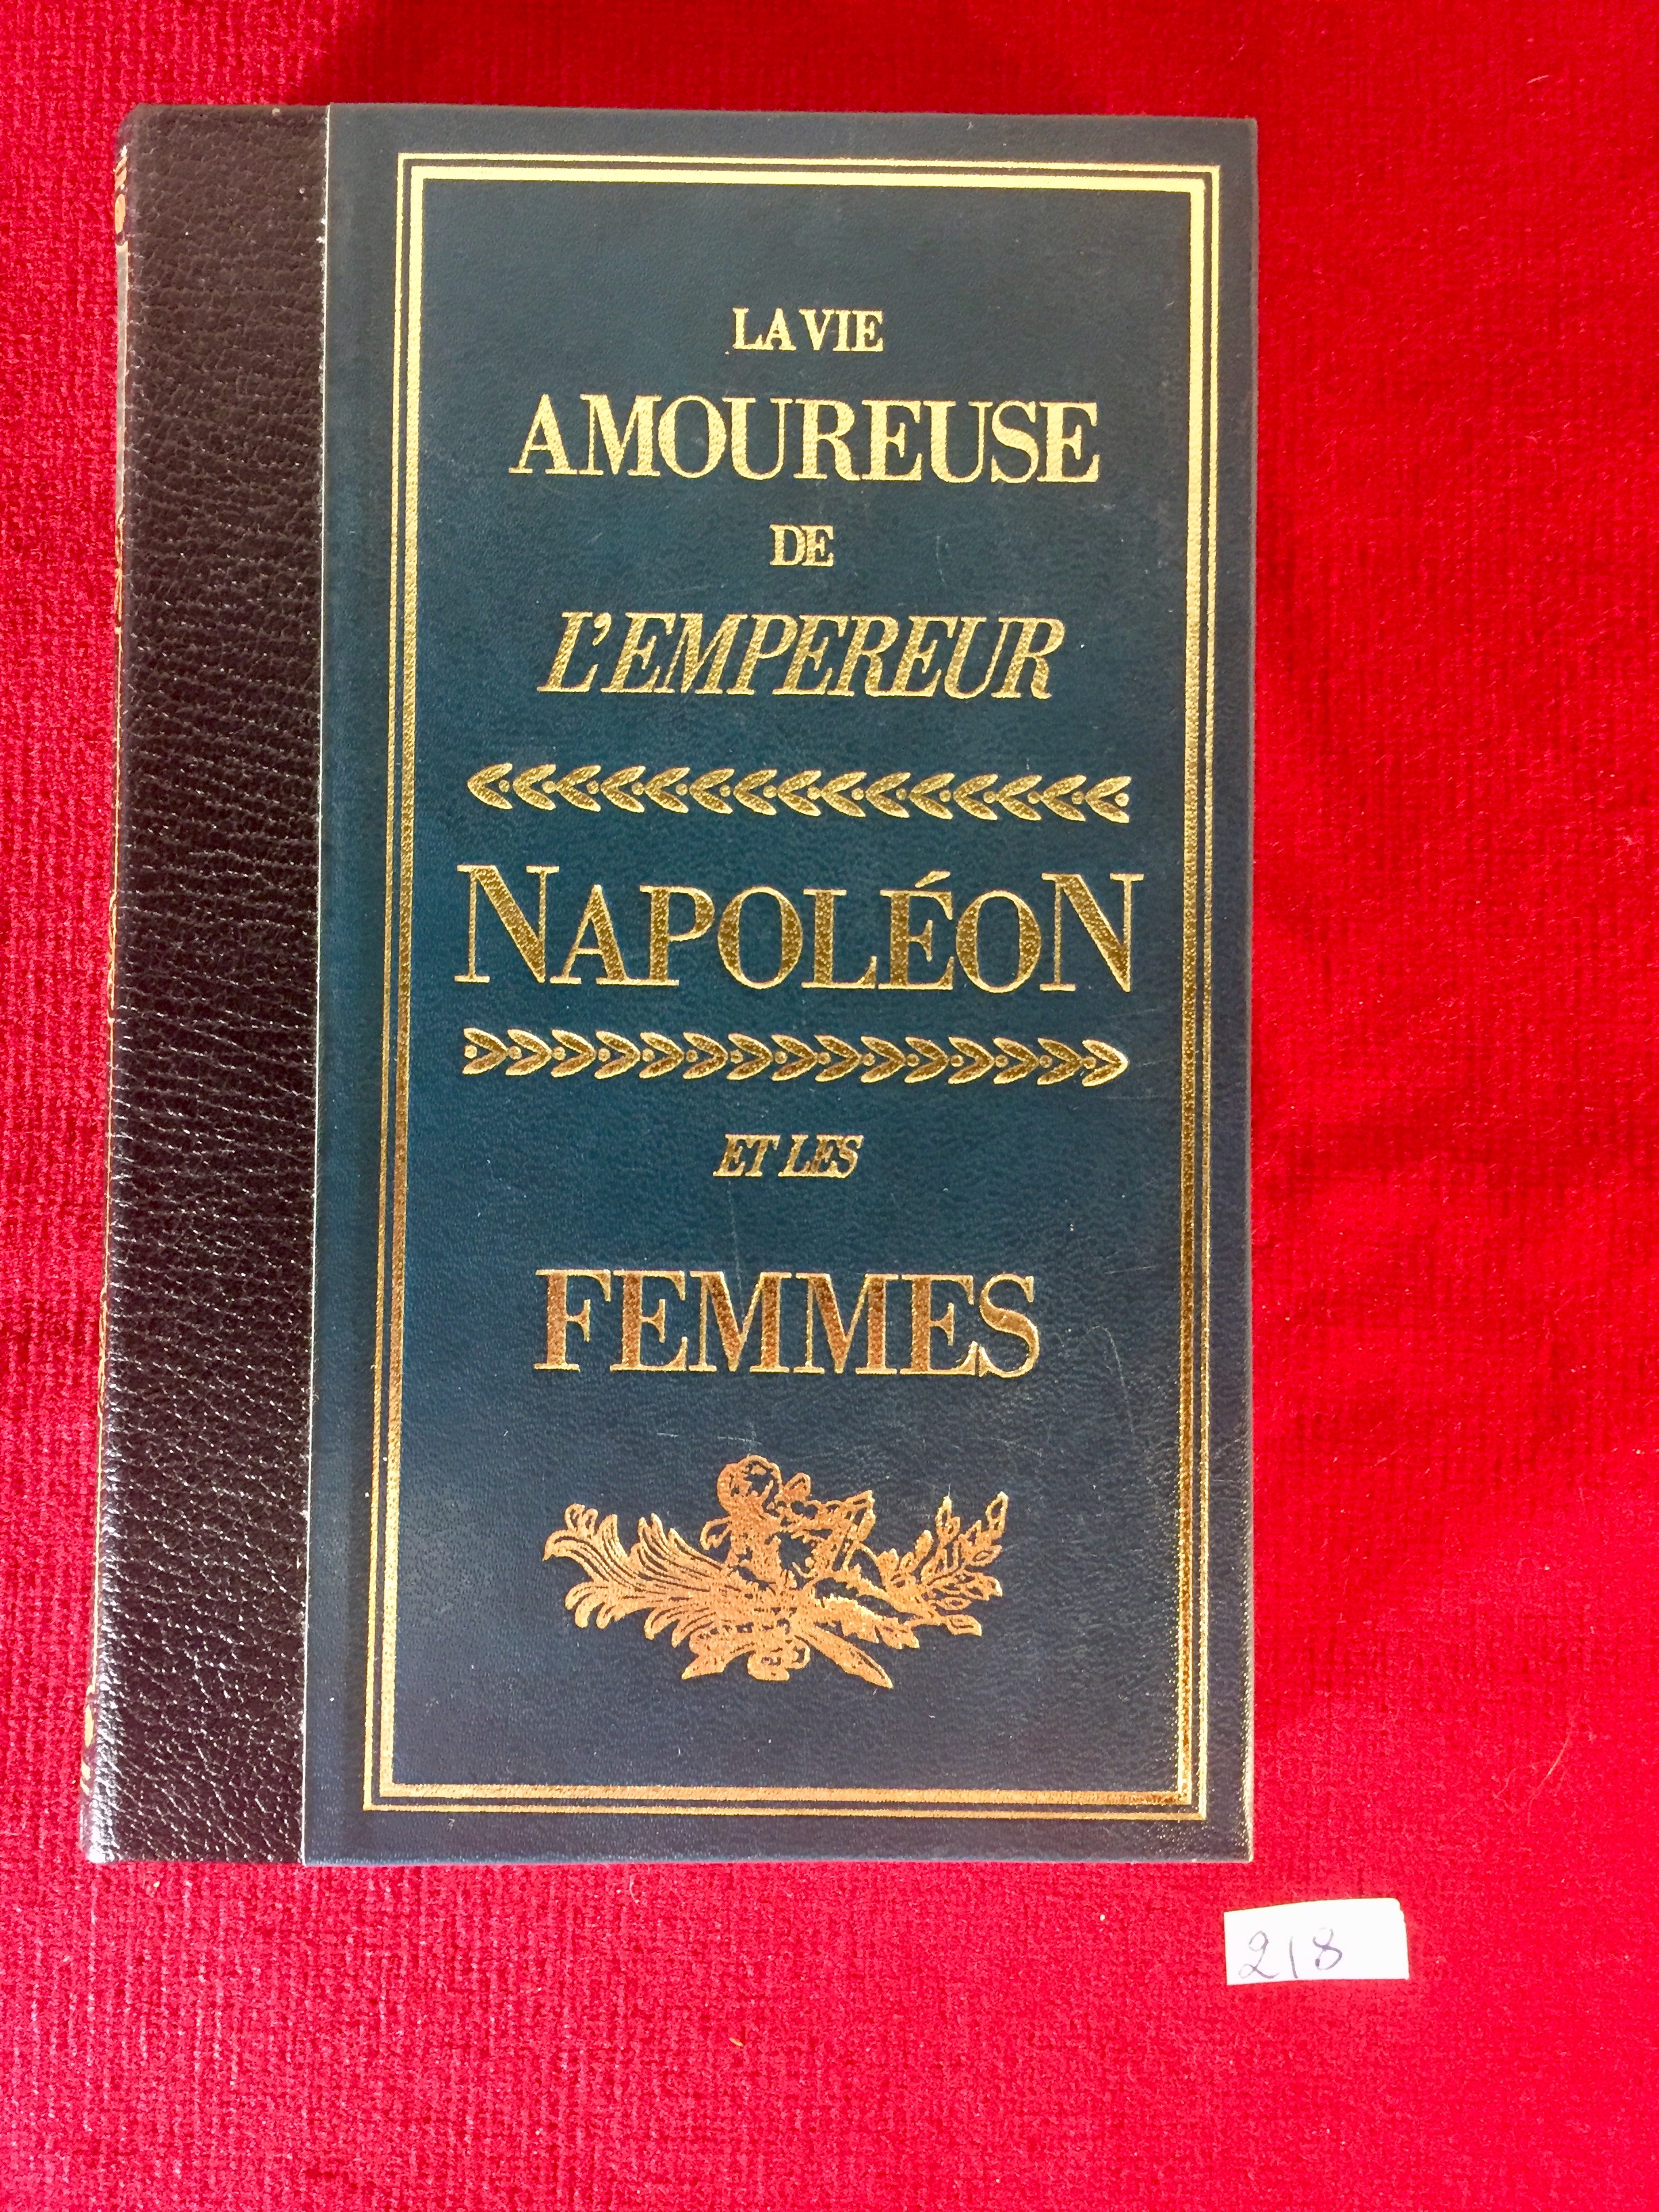 LA VIE
AMOUREUSE
DE
L'EMPEREUR
NAPOLÉON
ET LES
FEMMES
218